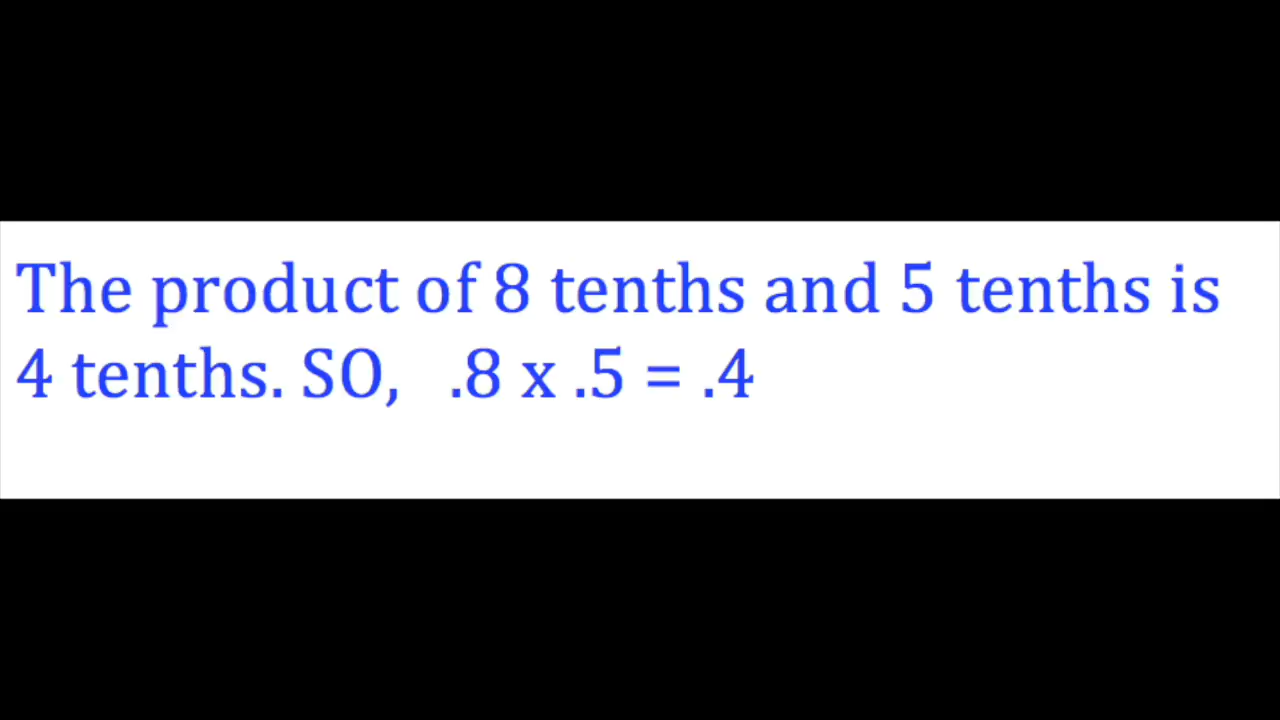 The product of 8 tenths and 5 tenths is
4 tenths. SO, .8 x .5 = .4